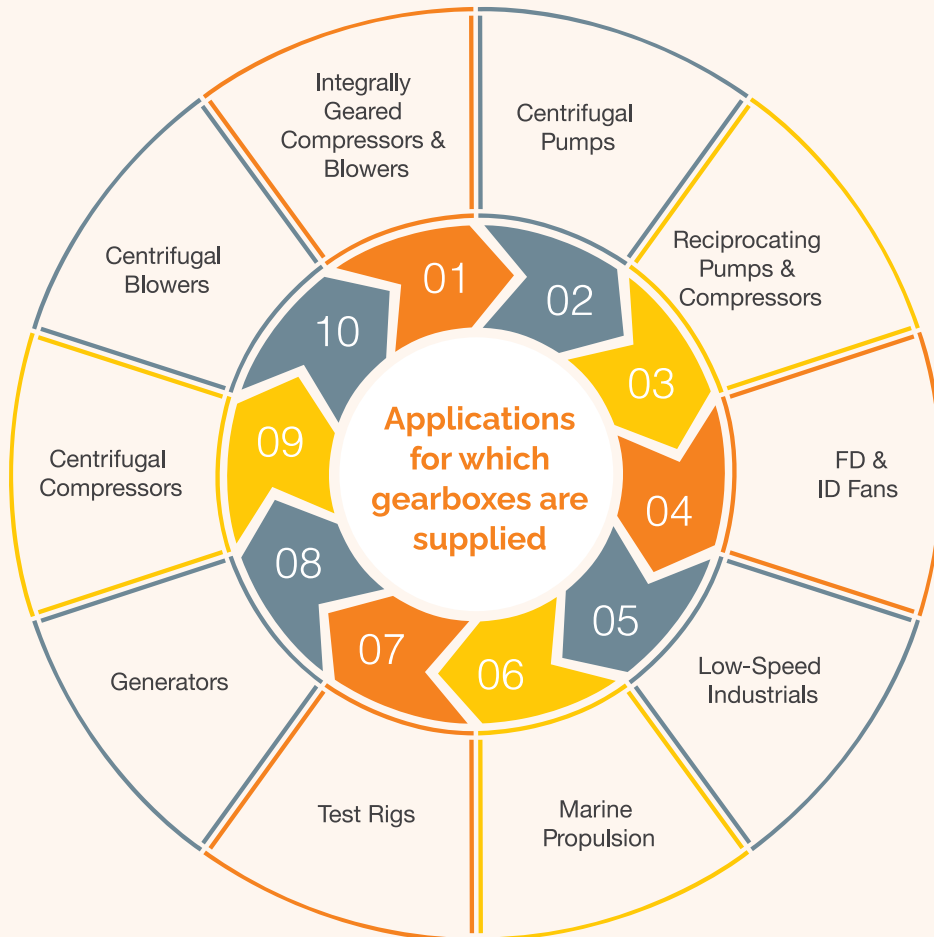 Applications
for which
gearboxes are
supplied
01
Integrally
Geared
Compressors &
Blowers
02
Centrifugal
Pumps
03
Reciprocating
Pumps &
Compressors
04
FD &
ID Fans
05
Low-Speed
Industrials
06
Marine
Propulsion
07
Test Rigs
08
Generators
09
Centrifugal
Compressors
10
Centrifugal
Blowers